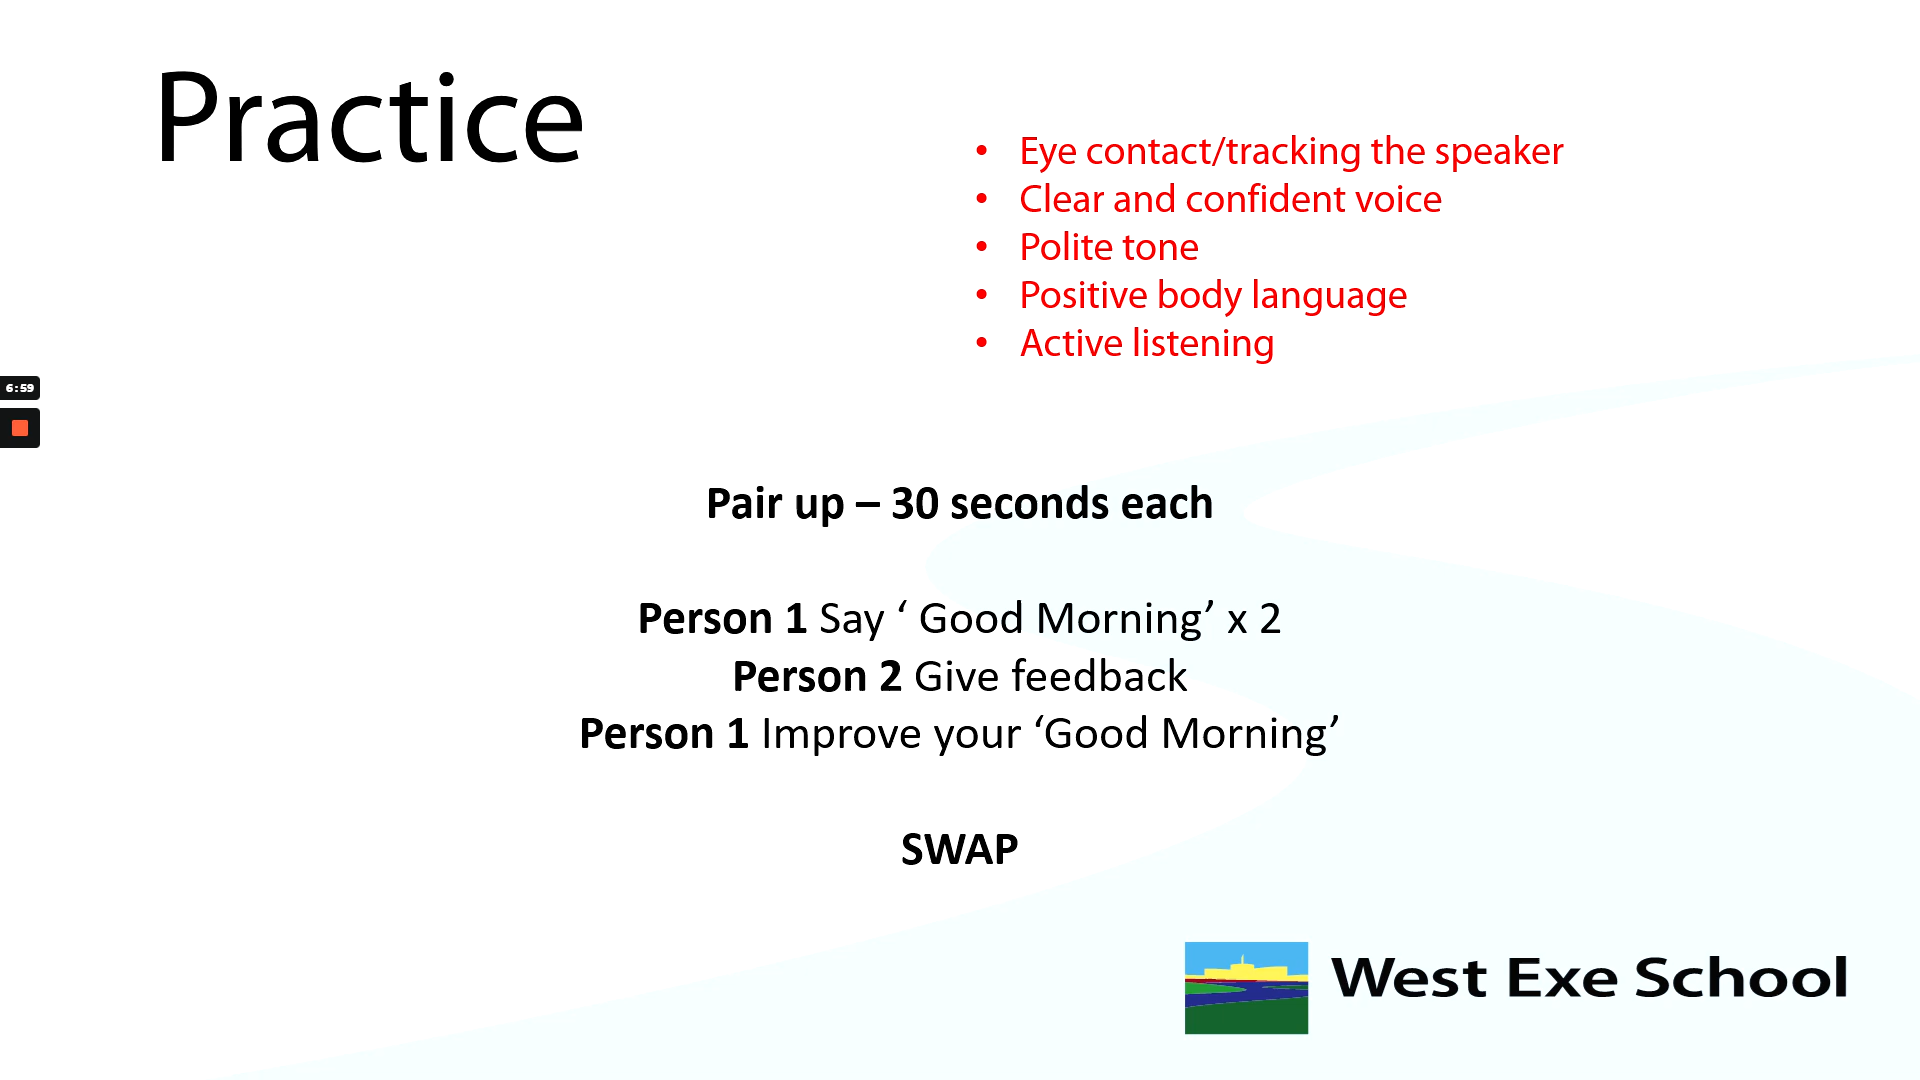 Practice
• Eye contact/tracking the speaker
• Clear and confident voice
• Polite tone
• Positive body language
• Active listening
6:59
Pair up – 30 seconds each
Person 1 Say ‘ Good Morning’ x 2
Person 2 Give feedback
Person 1 Improve your ‘Good Morning’
SWAP
West Exe School